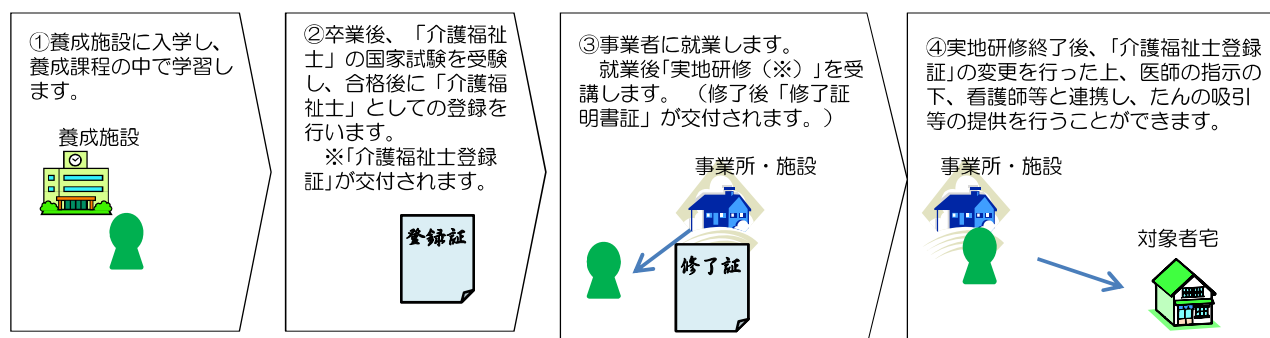 ①養成施設に入学し、
養成課程の中で学習し
ます。
養成施設
②卒業後、「介護福祉
士」の国家試験を受験
し、合格後に「介護福
祉士」としての登録を
行います。
※「介護福祉士登録
証」が交付されます。
登録証
③事業者に就業します。
就業後「実地研修（※）」を受
講します。（修了後「修了証
明書証」が交付されます。）
事業所・施設
修了証
④実地研修終了後、「介護福祉士登録
証」の変更を行った上、医師の指示の
下、看護師等と連携し、たんの吸引
等の提供を行うことができます。
事業所・施設
対象者宅